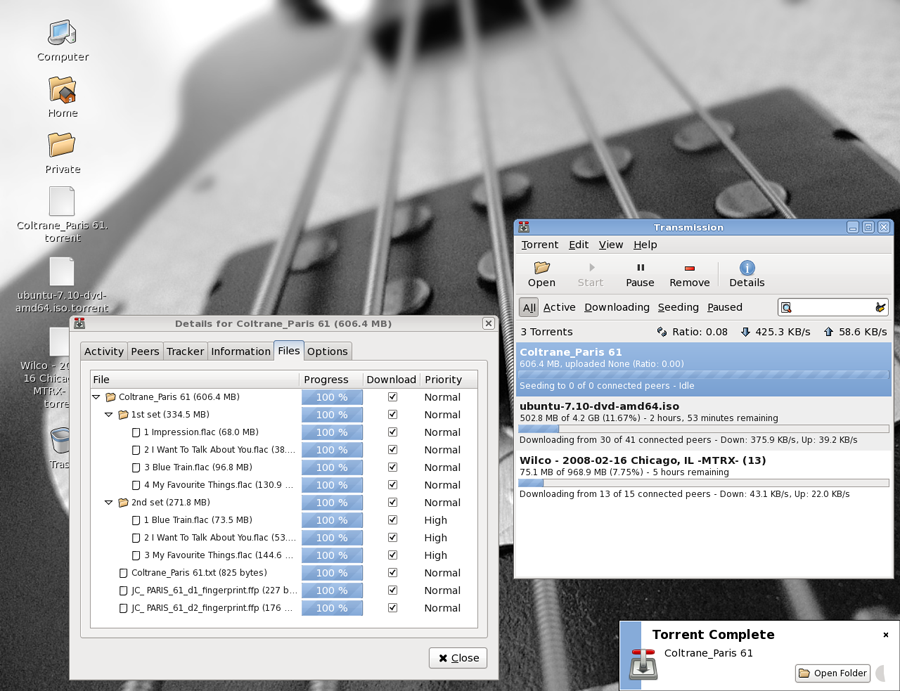 Computer
Home
Private
Coltrane_Paris 61.
torrent
ubuntu-7.10-dvd-
amd64.iso.torrent
Wilco - 20
16 Chica
MTRX-
torre
Tras
Transmission
Torrent Edit View Help
Open Start Pause Remove Details
All Active Downloading Seeding Paused
3 Torrents Ratio: 0.08 425.3 KB/s 58.6 KB/s
Coltrane_Paris 61
606.4 MB, uploaded None (Ratio: 0.00)
Seeding to 0 of 0 connected peers - Idle
ubuntu-7.10-dvd-amd64.iso
502.8 MB of 4.2 GB (11.67%) - 2 hours, 53 minutes remaining
Downloading from 30 of 41 connected peers - Down: 375.9 KB/s, Up: 39.2 KB/s
Wilco - 2008-02-16 Chicago, IL -MTRX- (13)
75.1 MB of 968.9 MB (7.75%) - 5 hours remaining
Downloading from 13 of 15 connected peers - Down: 43.1 KB/s, Up: 22.0 KB/s
Details for Coltrane_Paris 61 (606.4 MB)
Activity Peers Tracker Information Files Options
File Progress Download Priority
Coltrane_Paris 61 (606.4 MB) 100 % Normal
1st set (334.5 MB) 100 % Normal
1 Impression.flac (68.0 MB) 100 % Normal
2 I Want To Talk About You.flac (38.... 100 % Normal
3 Blue Train.flac (96.8 MB) 100 % Normal
4 My Favourite Things.flac (130.9 ... 100 % Normal
2nd set (271.8 MB) 100 % Normal
1 Blue Train.flac (73.5 MB) 100 % High
2 I Want To Talk About You.flac (53.... 100 % High
3 My Favourite Things.flac (144.6 ... 100 % High
Coltrane_Paris 61.txt (825 bytes) 100 % Normal
JC_ PARIS_61_d1_fingerprint.ffp (227 b... 100 % Normal
JC_ PARIS_61_d2_fingerprint.ffp (176 ... 100 % Normal
Close
Torrent Complete
Coltrane_Paris 61
Open Folder